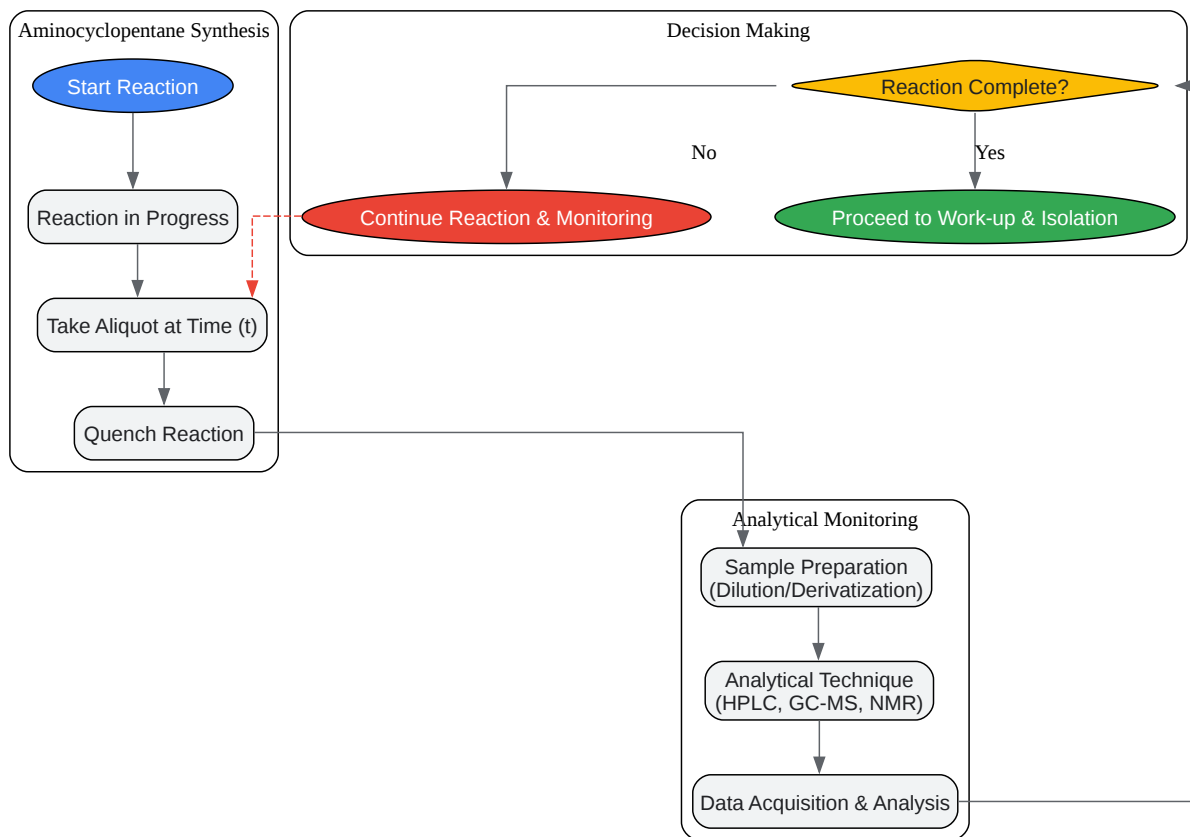 Aminocyclopentane Synthesis
Start Reaction
Reaction in Progress
Take Aliquot at Time (t)
Quench Reaction
Decision Making
Reaction Complete?
No
Yes
Continue Reaction & Monitoring
Proceed to Work-up & Isolation
Analytical Monitoring
Sample Preparation
(Dilution/Derivatization)
Analytical Technique
(HPLC, GC-MS, NMR)
Data Acquisition & Analysis